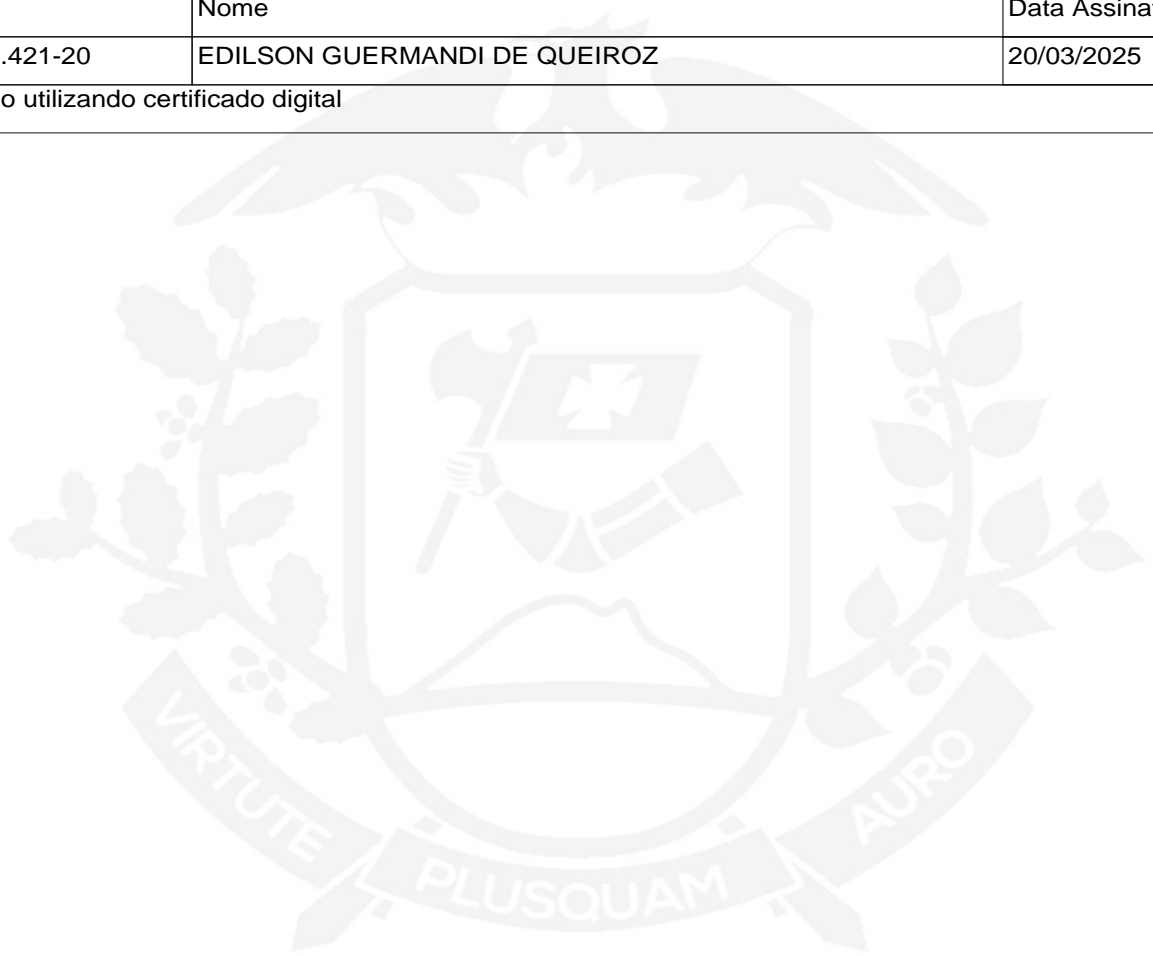 Nome Data Assinat
.421-20 EDILSON GUERMANDI DE QUEIROZ 20/03/2025
o utilizando certificado digital
VIRTUTE
PLUSQUAM
AURO